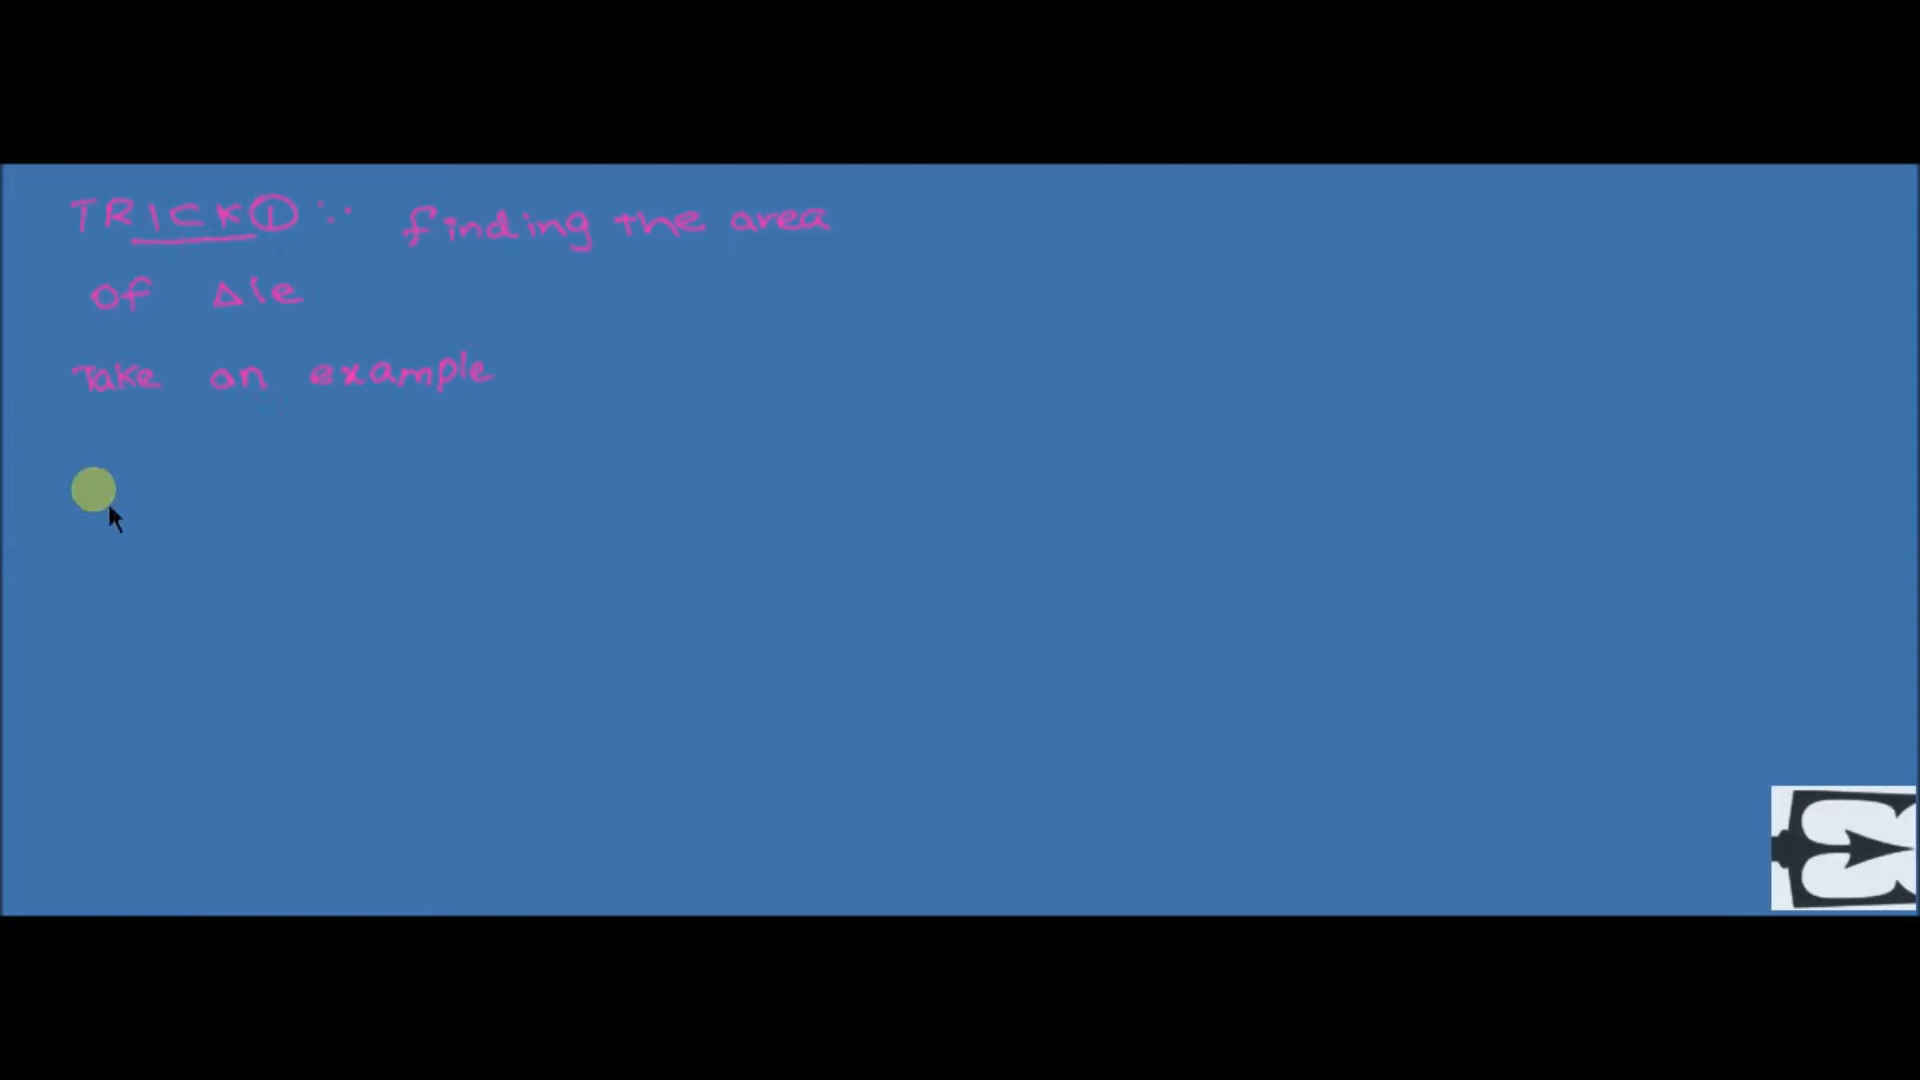 TRICK① :- finding the area
of Δle
Take an example